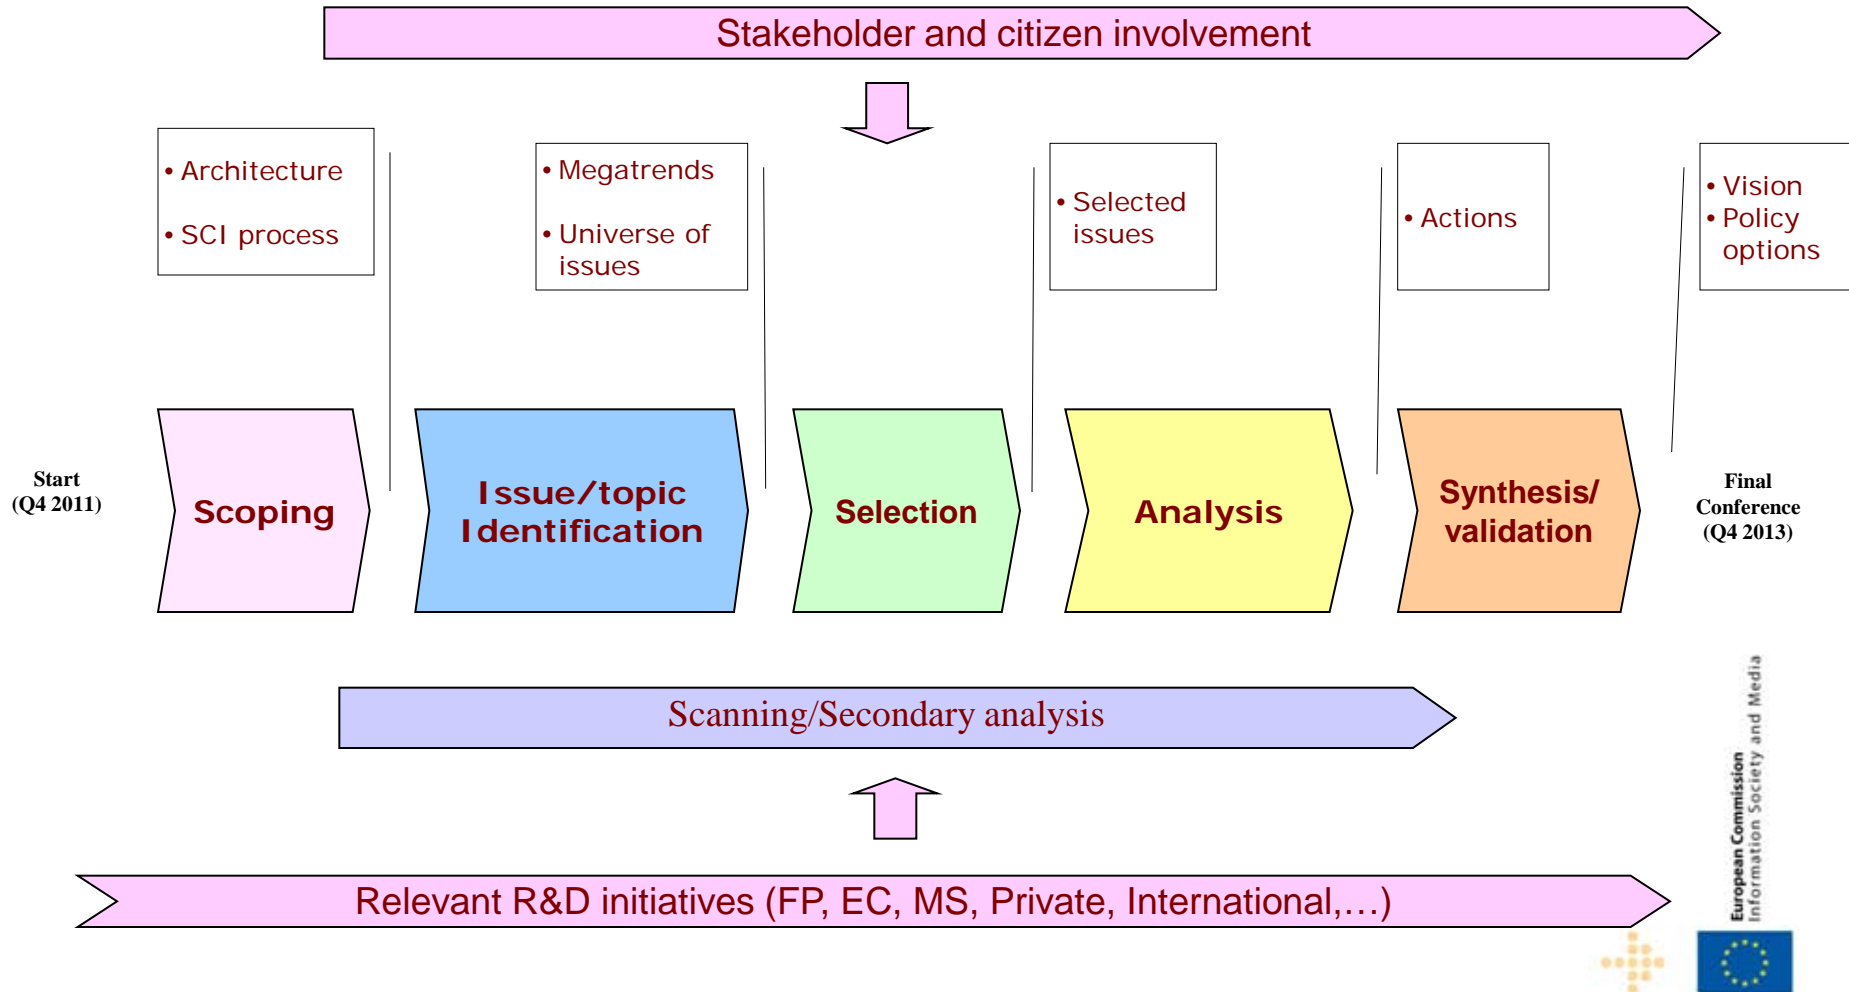 Stakeholder and citizen involvement
• Architecture
• SCI process
• Megatrends
• Universe of
issues
• Selected
issues
• Actions
• Vision
• Policy
options
Start
(Q4 2011)
Scoping
Issue/topic
Identification
Selection
Analysis
Synthesis/
validation
Final
Conference
(Q4 2013)
Scanning/Secondary analysis
Relevant R&D initiatives (FP, EC, MS, Private, International,…)
European Commission
Information Society and Media